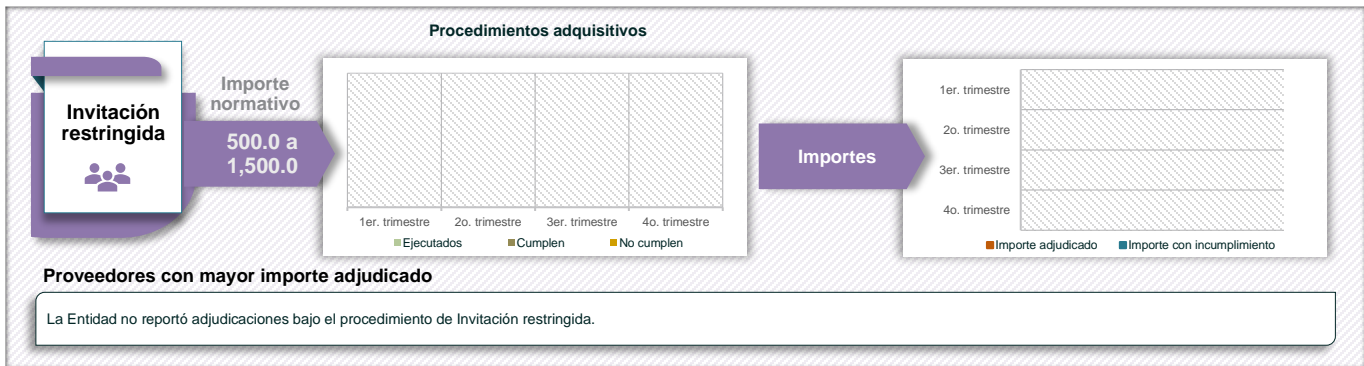 Procedimientos adquisitivos
Invitación
restringida
Importe
normativo
500.0 a
1,500.0
1er. trimestre 2o. trimestre 3er. trimestre 4o. trimestre
Ejecutados Cumplen No cumplen
Importes
1er. trimestre
2o. trimestre
3er. trimestre
4o. trimestre
Importe adjudicado Importe con incumplimiento
Proveedores con mayor importe adjudicado
La Entidad no reportó adjudicaciones bajo el procedimiento de Invitación restringida.